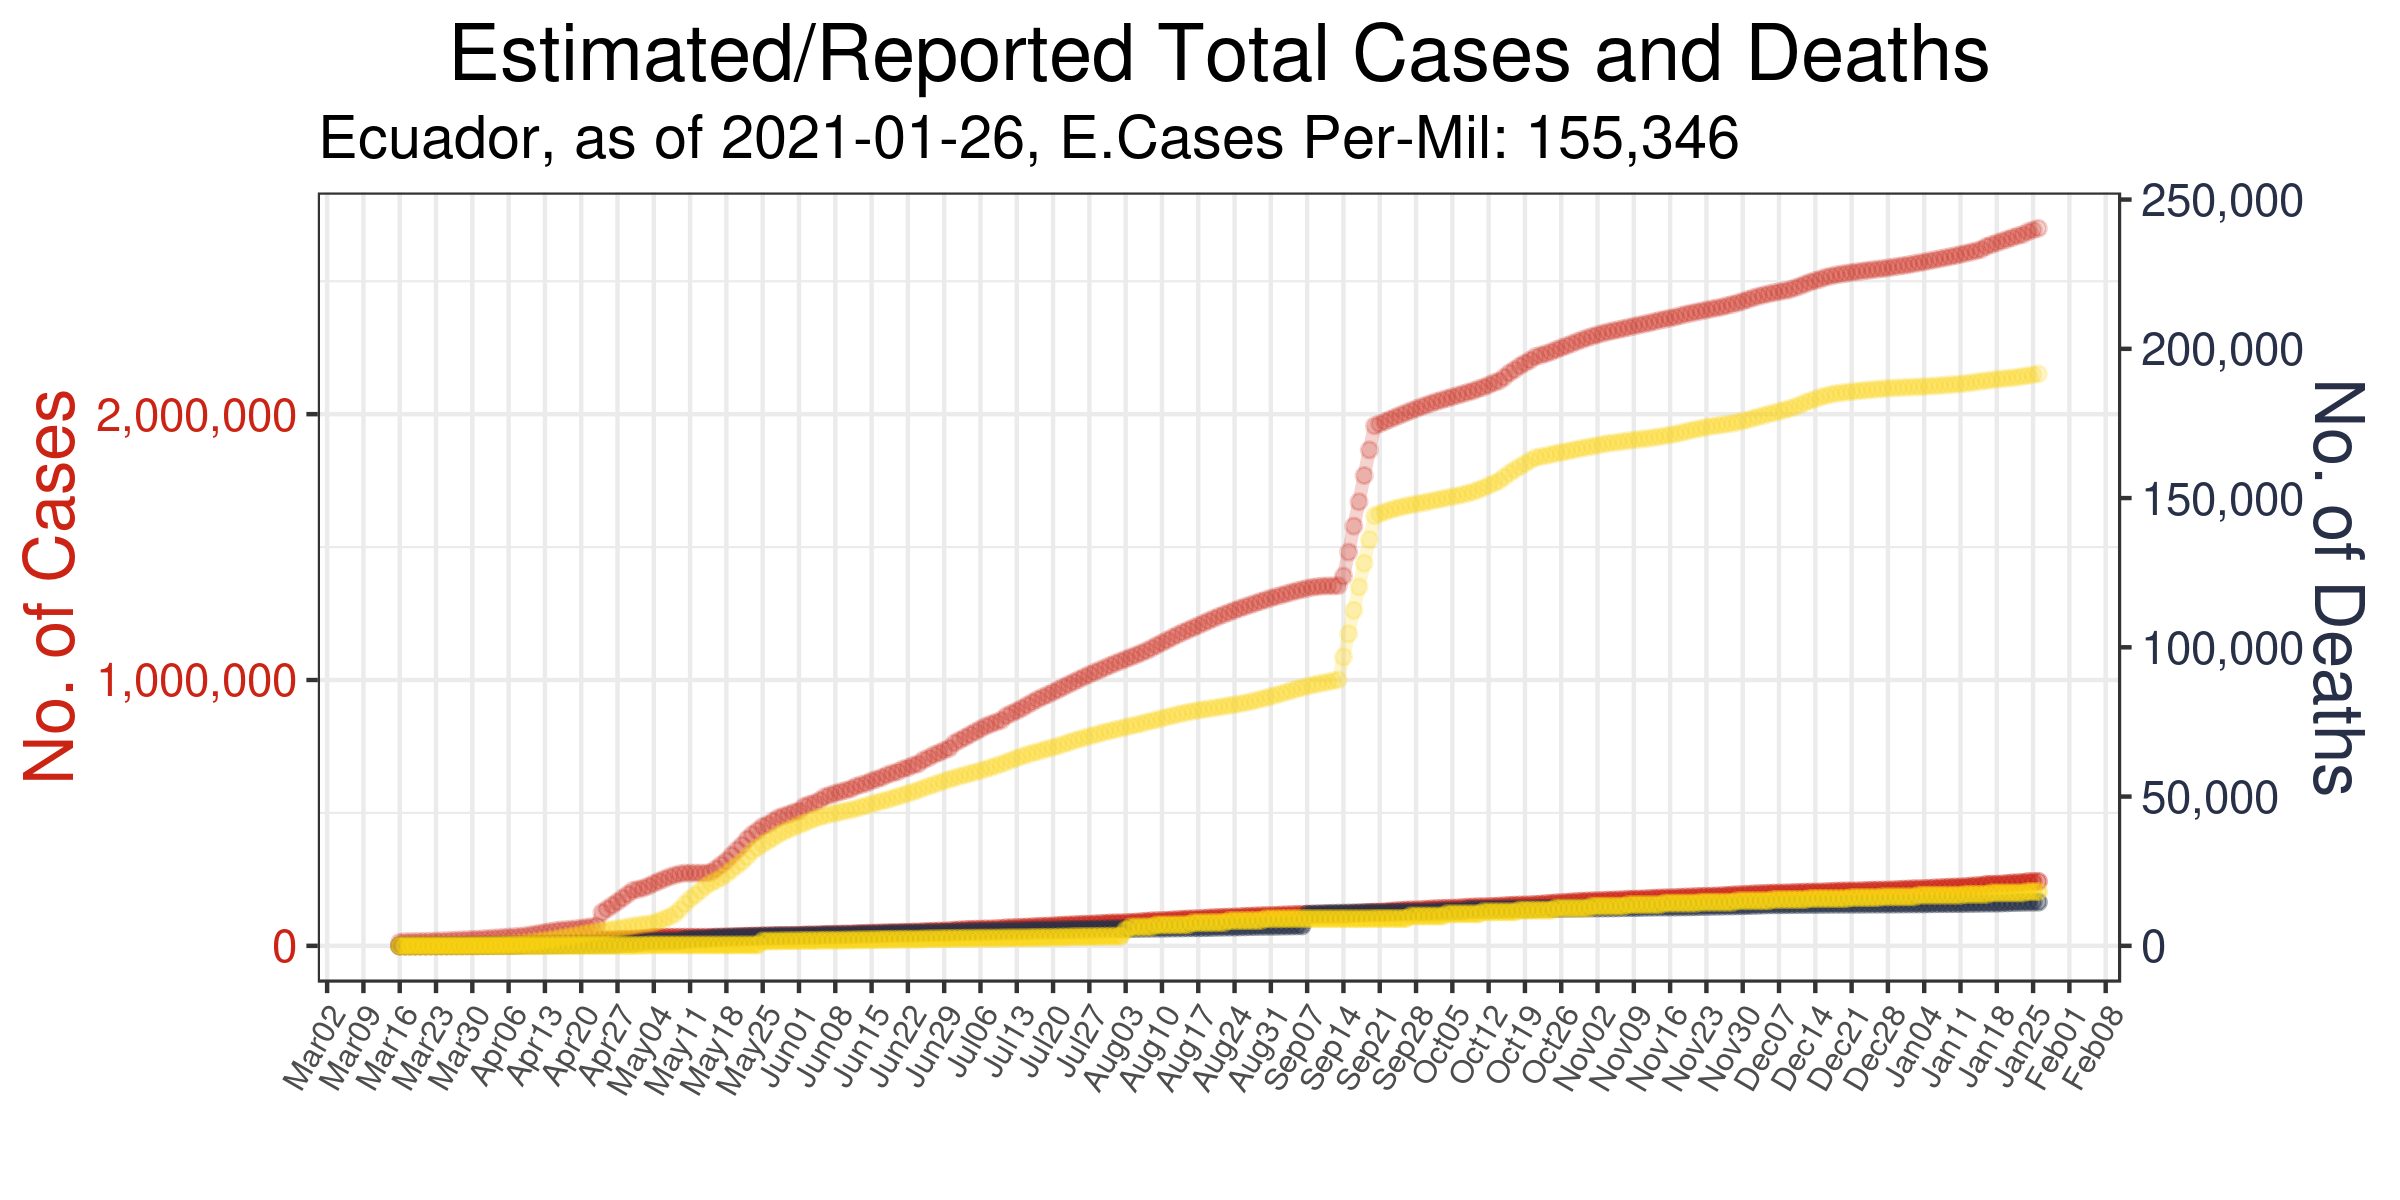 Estimated/Reported Total Cases and Deaths
Ecuador, as of 2021-01-26, E.Cases Per-Mil: 155,346
No. of Cases
2,000,000
1,000,000
0
250,000
200,000
150,000
100,000
50,000
0
No. of Deaths
Mar02 Mar09 Mar16 Mar23 Mar30 Apr06 Apr13 Apr20 Apr27 May04 May11 May18 May25 Jun01 Jun08 Jun15 Jun22 Jun29 Jul06 Jul13 Jul20 Jul27 Aug03 Aug10 Aug17 Aug24 Aug31 Sep07 Sep14 Sep21 Sep28 Oct05 Oct12 Oct19 Oct26 Nov02 Nov09 Nov16 Nov23 Nov30 Dec07 Dec14 Dec21 Dec28 Jan04 Jan11 Jan18 Jan25 Feb01 Feb08